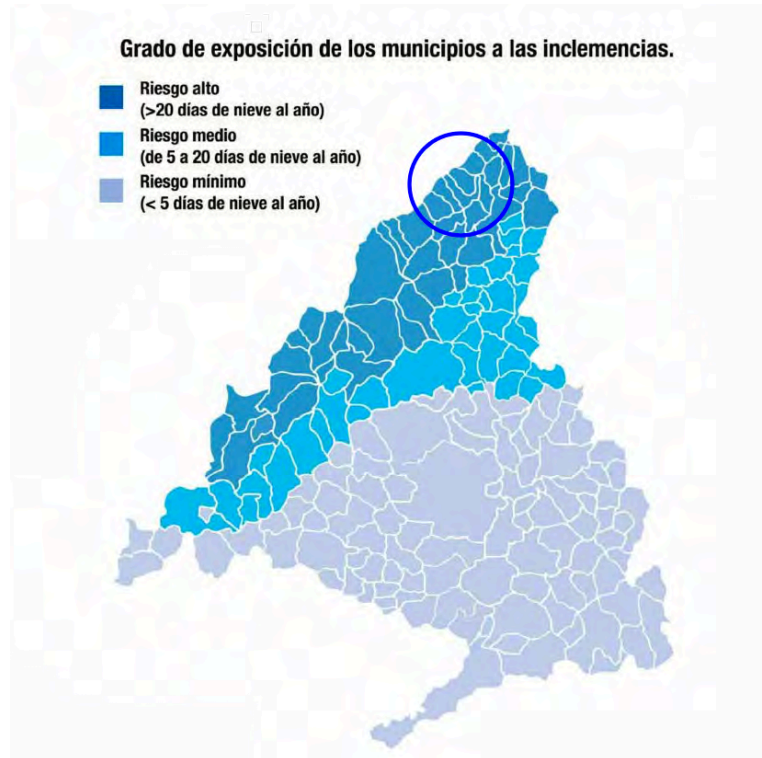 Grado de exposición de los municipios a las inclemencias.
Riesgo alto
(>20 días de nieve al año)
Riesgo medio
(de 5 a 20 días de nieve al año)
Riesgo mínimo
(< 5 días de nieve al año)